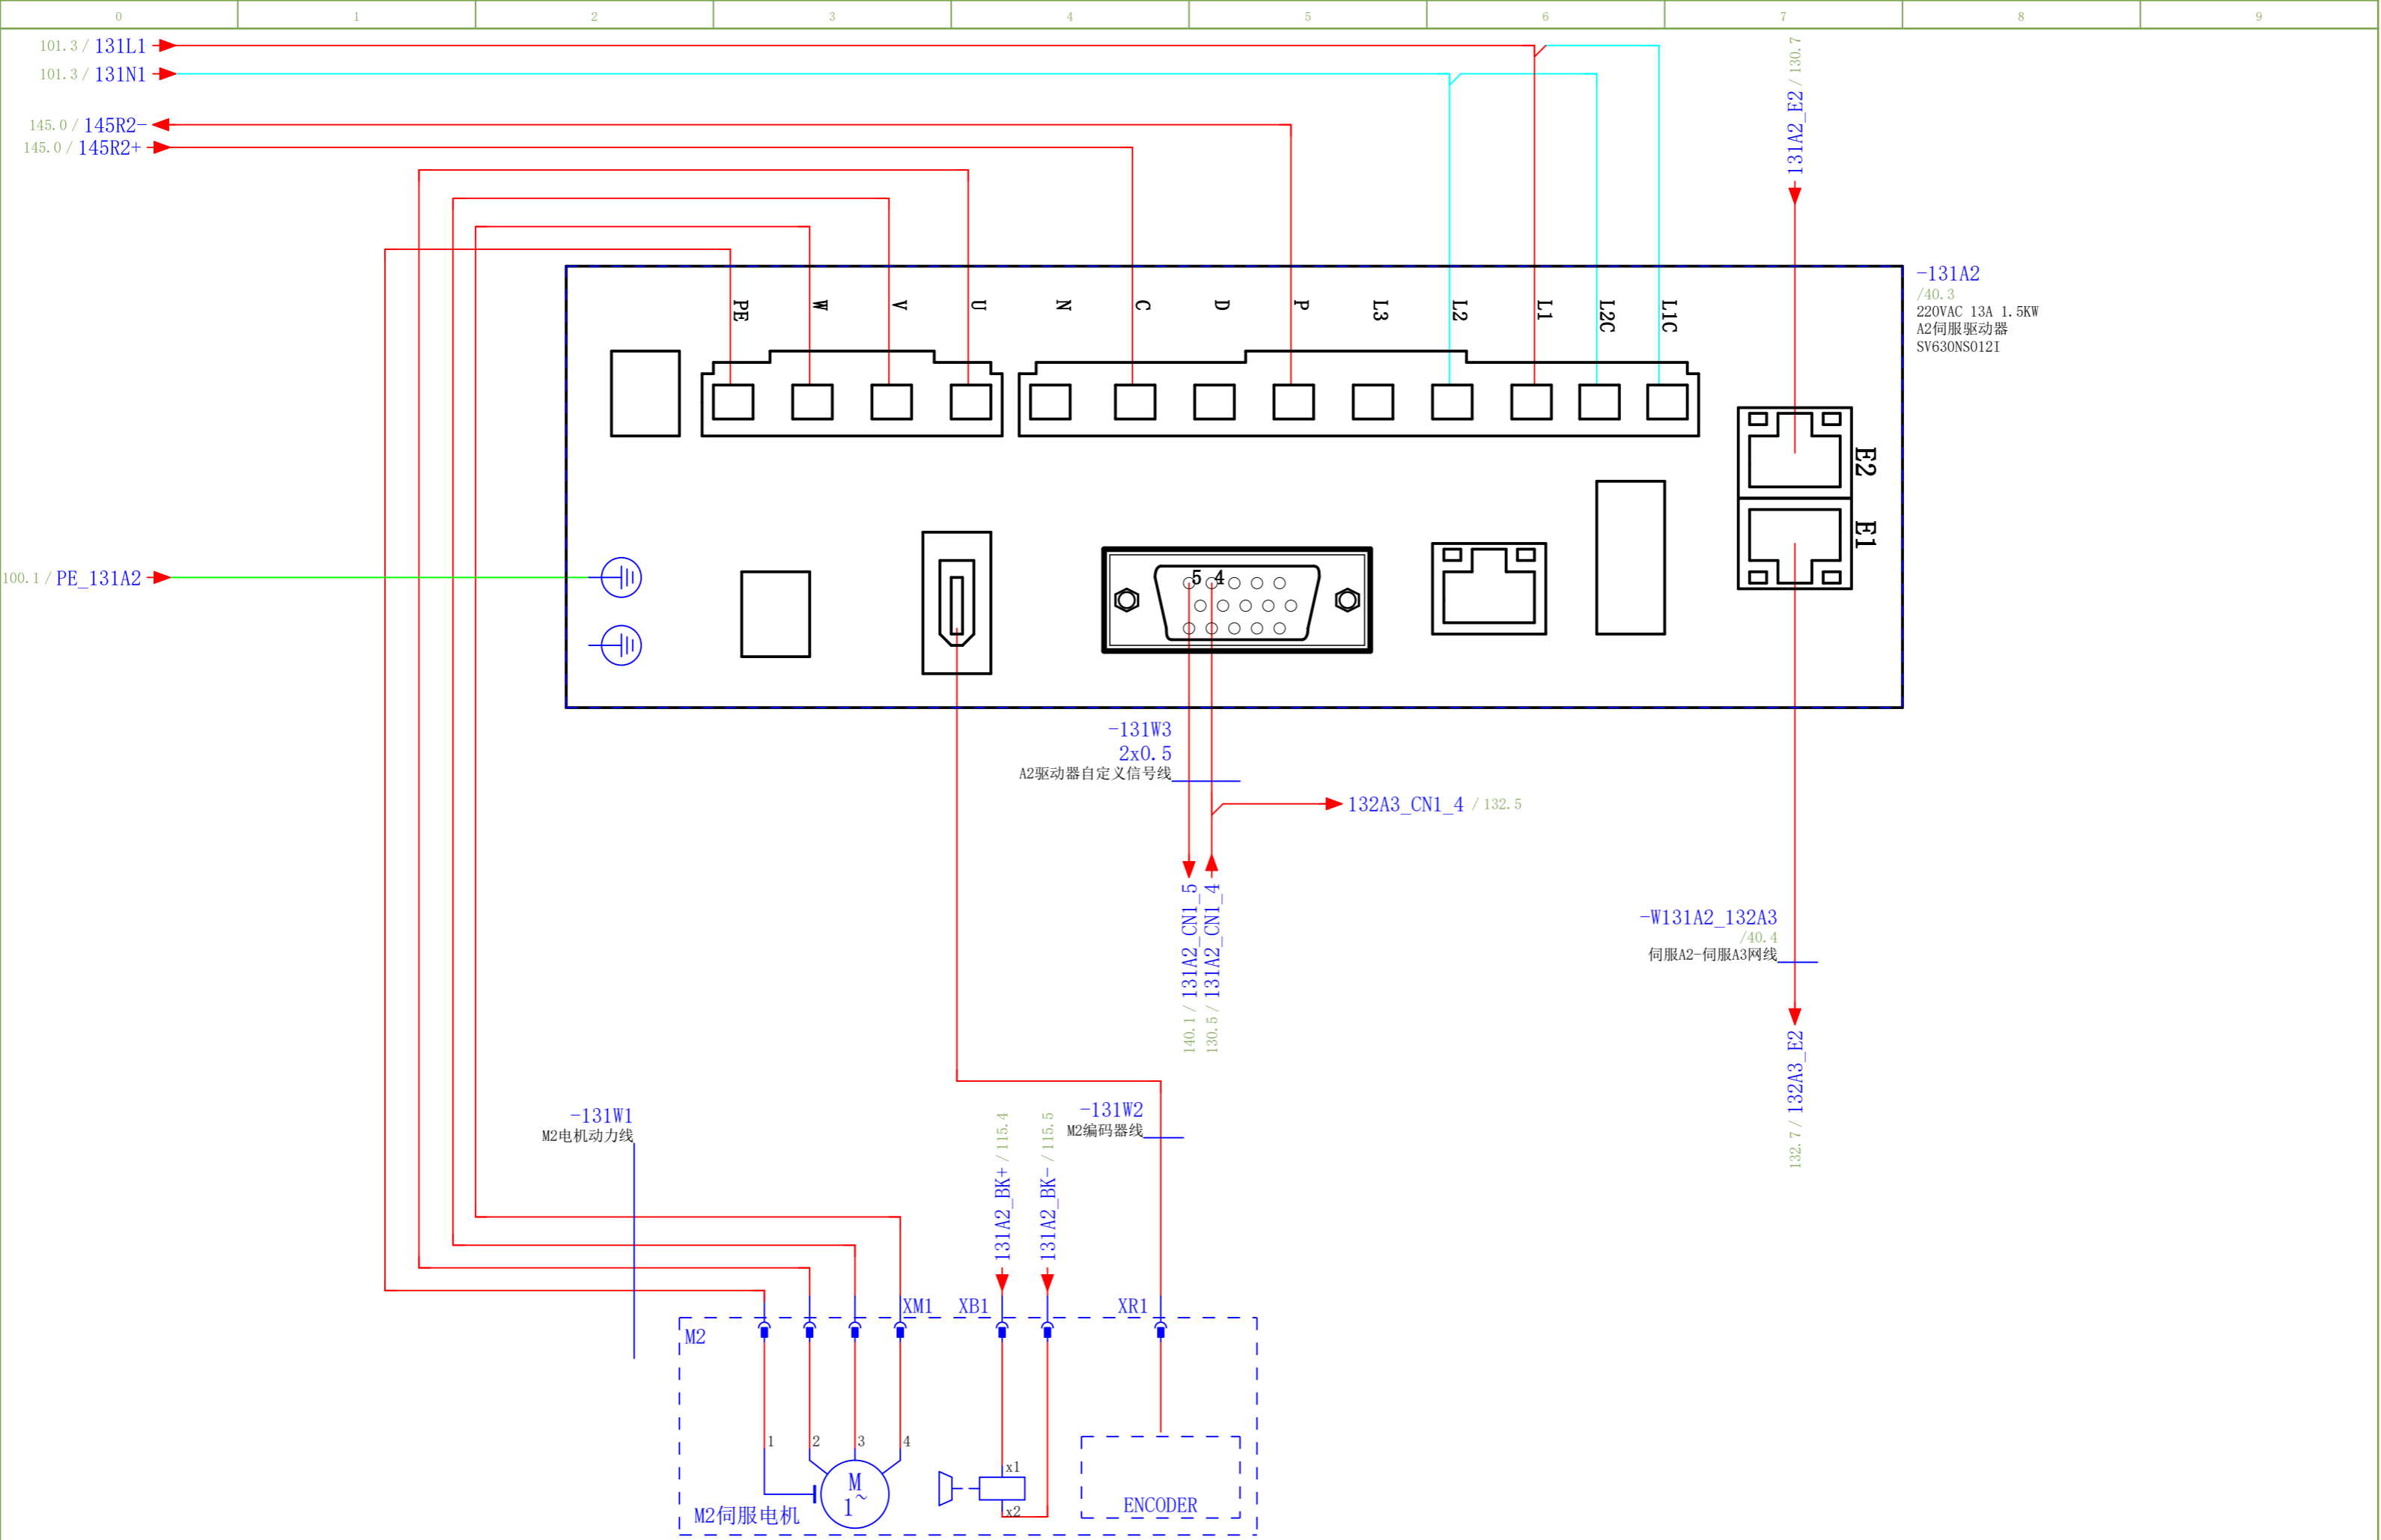 0 1 2 3 4 5 6 7 8 9
101.3 / 131L1
101.3 / 131N1
145.0 / 145R2-
145.0 / 145R2+
131A2_E2 / 130.7
-131A2
/40.3
220VAC 13A 1.5KW
A2伺服驱动器
SV630NS012I
PE W V U N C D P L3 L2 L1 L2C L1C
E2
E1
100.1 / PE_131A2
5 4
-131W3
2x0.5
A2驱动器自定义信号线
132A3_CN1_4 / 132.5
140.1 / 131A2_CN1_5
130.5 / 131A2_CN1_4
-W131A2_132A3
/40.4
伺服A2-伺服A3网线
132.7 / 132A3_E2
-131W1
M2电机动力线
131A2_BK+ / 115.4
131A2_BK- / 115.5
-131W2
M2编码器线
XM1 XB1 XR1
M2
1 2 3 4
M
1~
x1
x2
M2伺服电机
ENCODER